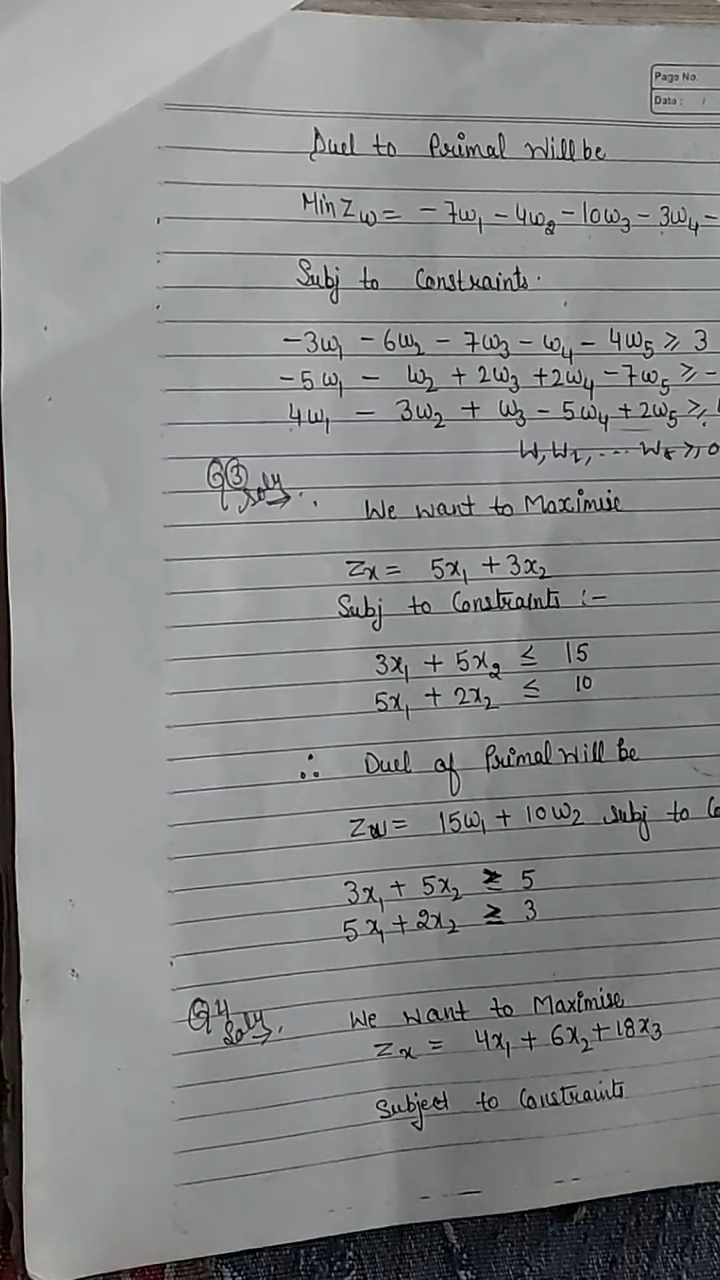 Page No.
Date : /
Duel to Primal Will be
Min Z_w = - 7w₁ - 4w₂ - 10w₃ - 3w₄ -
Subj to Constraints.
-3w₁ - 6w₂ - 7w₃ - w₄ - 4w₅ ≥ 3
-5w₁ - w₂ + 2w₃ + 2w₄ - 7w₅ ≥ -
4w₁ - 3w₂ + w₃ - 5w₄ + 2w₅ ≥
w₁, w₂, ... w₅ ≥ 0
Q③ Soln→ .. We want to Maximise
Zx = 5x₁ + 3x₂
Subj to Constraints :-
3x₁ + 5x₂ ≤ 15
5x₁ + 2x₂ ≤ 10
∴ Duel of Primal Will be
Zw = 15w₁ + 10w₂ subj to Co
3x₁ + 5x₂ ≥ 5
5x₁ + 2x₂ ≥ 3
Q4 Soln→. We want to Maximise
Zx = 4x₁ + 6x₂ + 18x₃
Subject to Constraints